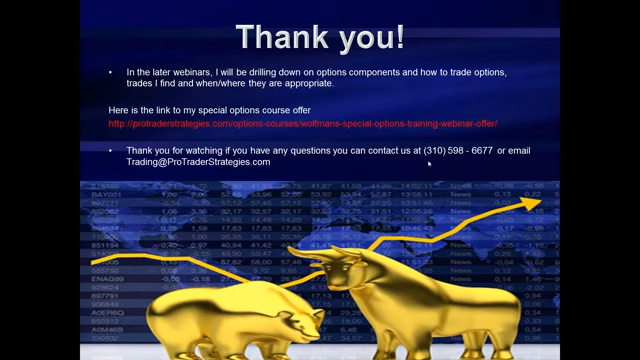 Thank you!
• In the later webinars, I will be drilling down on options components and how to trade options,
trades I find and when/where they are appropriate.
Here is the link to my special options course offer
http://protraderstrategies.com/options-courses/wolfmans-special-options-training-webinar-offer/
• Thank you for watching if you have any questions you can contact us at (310) 598 - 6677 or email
Trading@ProTraderStrategies.com